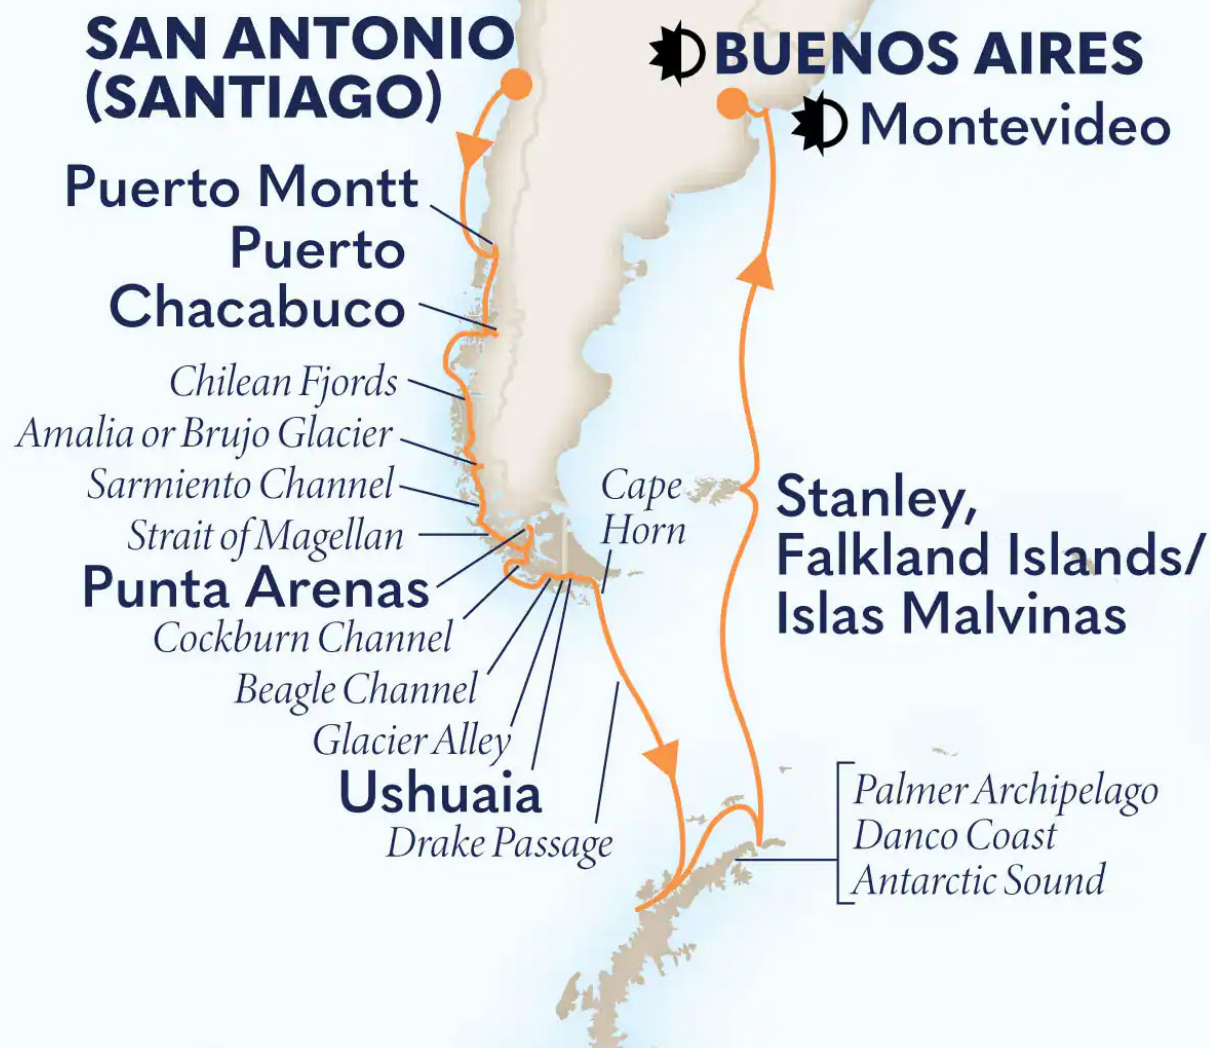 SAN ANTONIO
(SANTIAGO)
BUENOS AIRES
Montevideo
Puerto Montt
Puerto
Chacabuco
Chilean Fjords
Amalia or Brujo Glacier
Sarmiento Channel
Strait of Magellan
Punta Arenas
Cockburn Channel
Beagle Channel
Glacier Alley
Ushuaia
Drake Passage
Cape
Horn
Stanley,
Falkland Islands/
Islas Malvinas
Palmer Archipelago
Danco Coast
Antarctic Sound